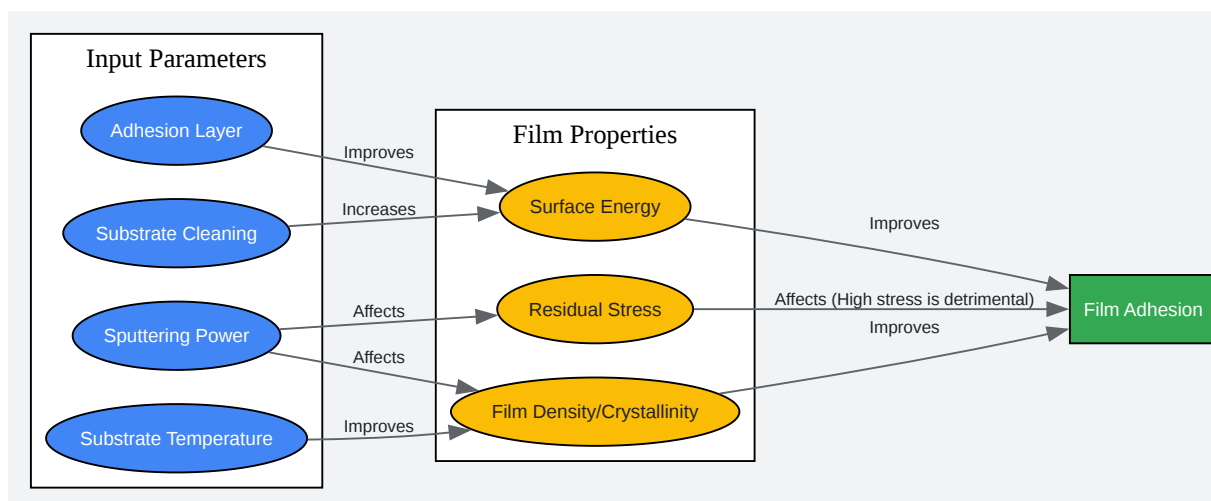 Input Parameters
Adhesion Layer
Substrate Cleaning
Sputtering Power
Substrate Temperature
Improves
Increases
Affects
Affects
Improves
Film Properties
Surface Energy
Residual Stress
Film Density/Crystallinity
Improves
Affects (High stress is detrimental)
Improves
Film Adhesion